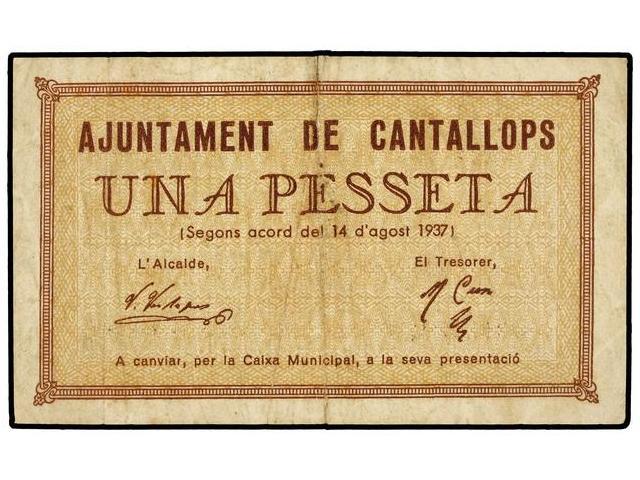 AJUNTAMENT DE CANTALLOPS
UNA PESSETA
(Segons acord del 14 d'agost 1937)
L'Alcalde, El Tresorer,
A canviar, per la Caixa Municipal, a la seva presentació